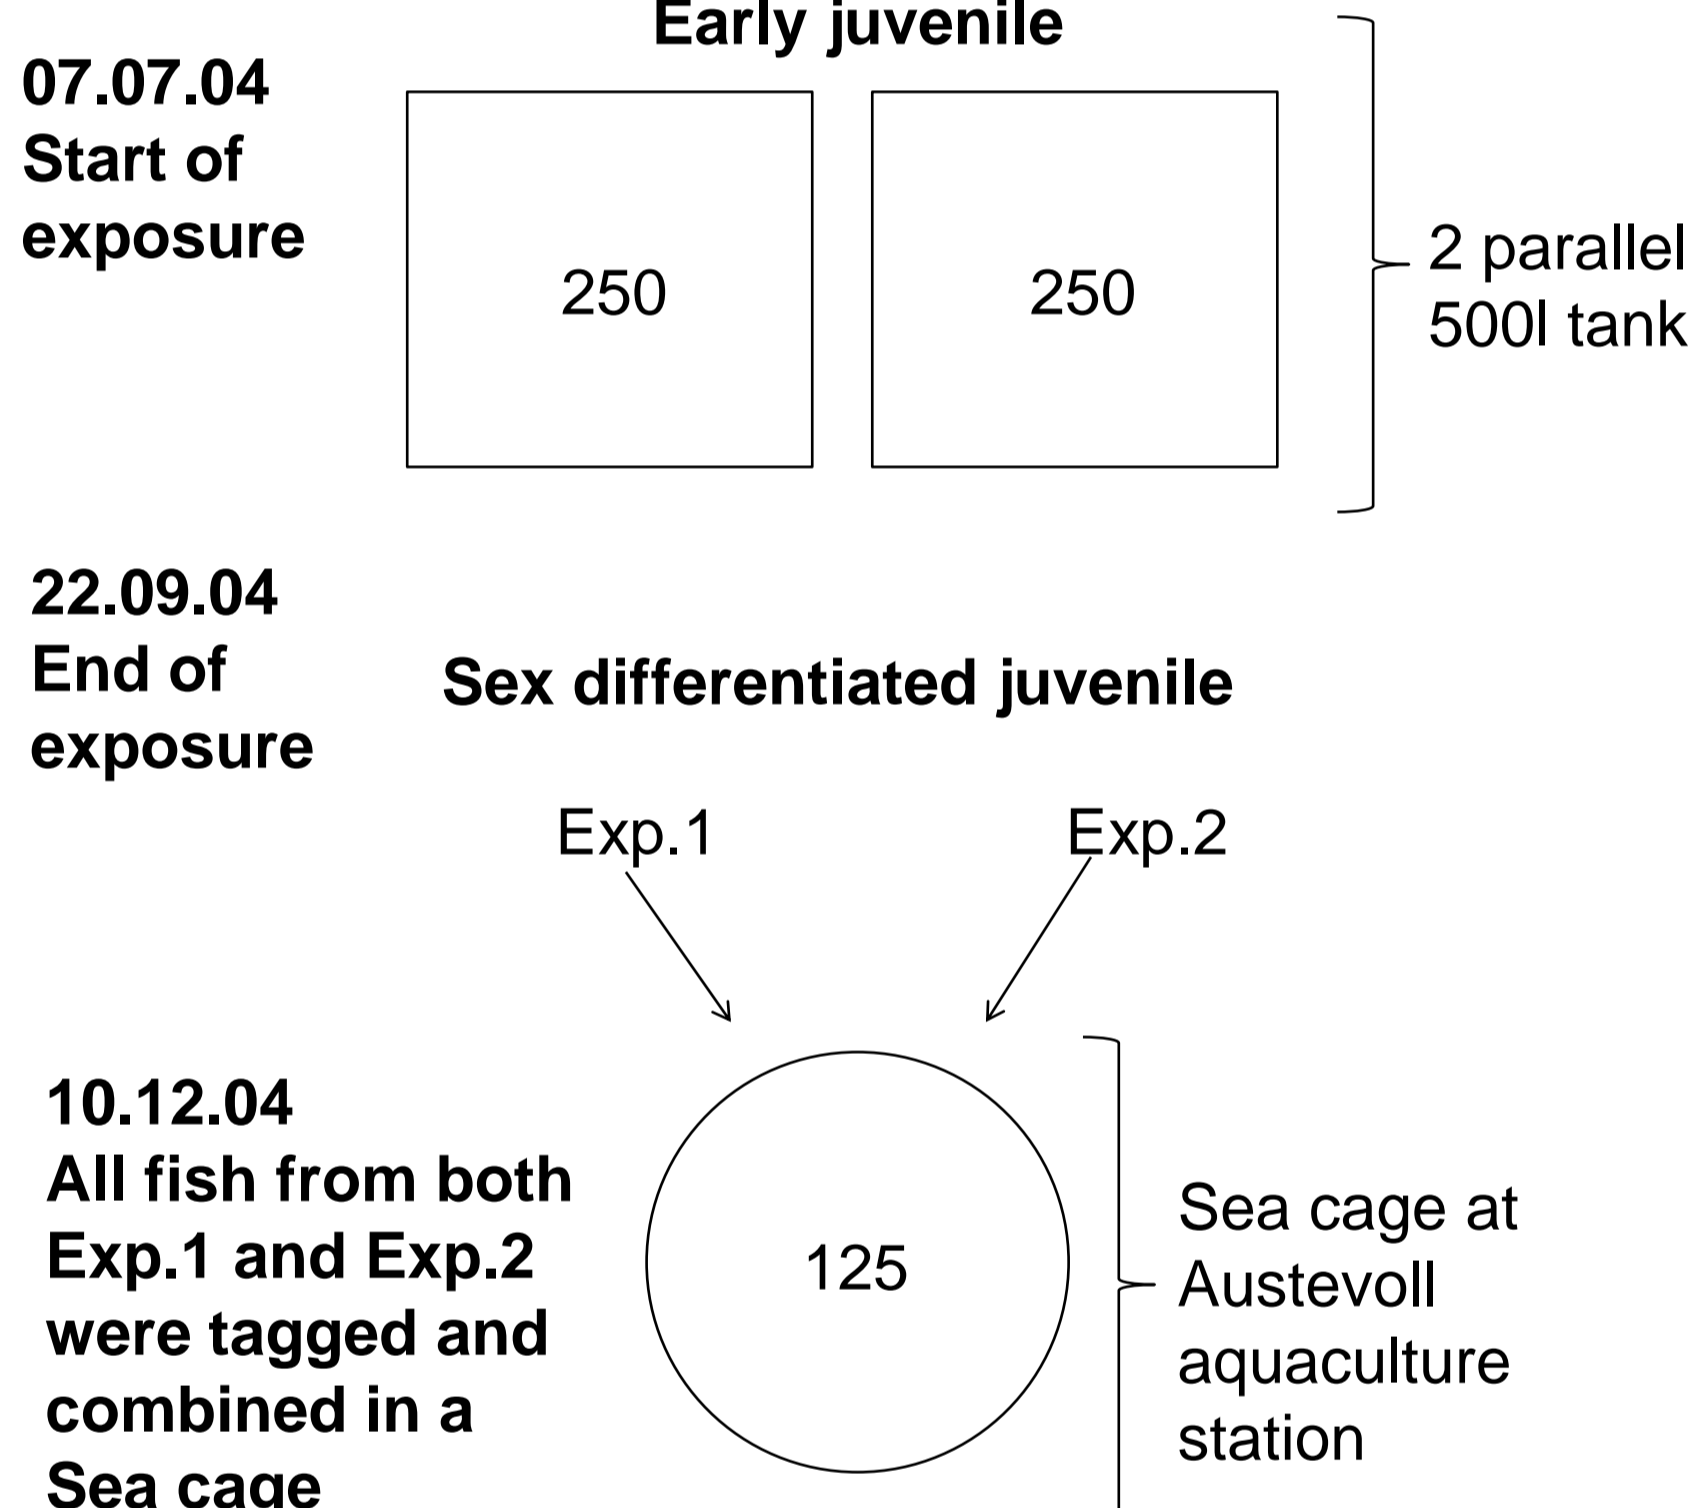 Early juvenile
07.07.04
Start of
exposure
250
250
2 parallel
500l tank
22.09.04
End of
exposure
Sex differentiated juvenile
Exp.1
Exp.2
10.12.04
All fish from both
Exp.1 and Exp.2
were tagged and
combined in a
Sea cage
125
Sea cage at
Austevoll
aquaculture
station